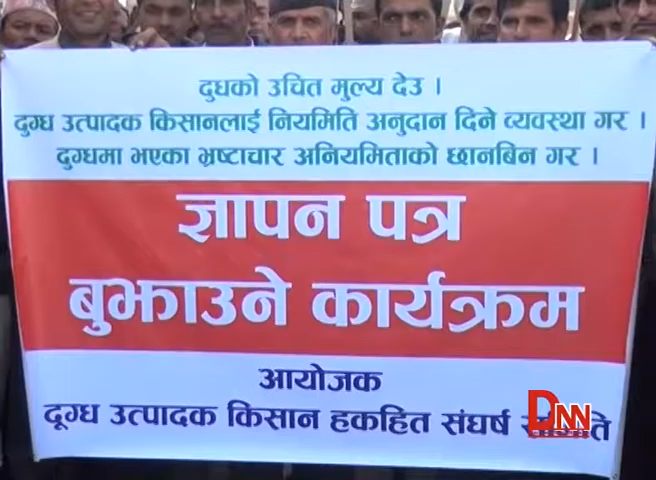 दुधको उचित मुल्य देउ ।
दुग्ध उत्पादक किसानलाई नियमिति अनुदान दिने व्यवस्था गर ।
दुग्धमा भएका भ्रष्टाचार अनियमिताको छानबिन गर ।
ज्ञापन पत्र
बुझाउने कार्यक्रम
आयोजक
दूग्ध उत्पादक किसान हकहित संघर्ष
DNN